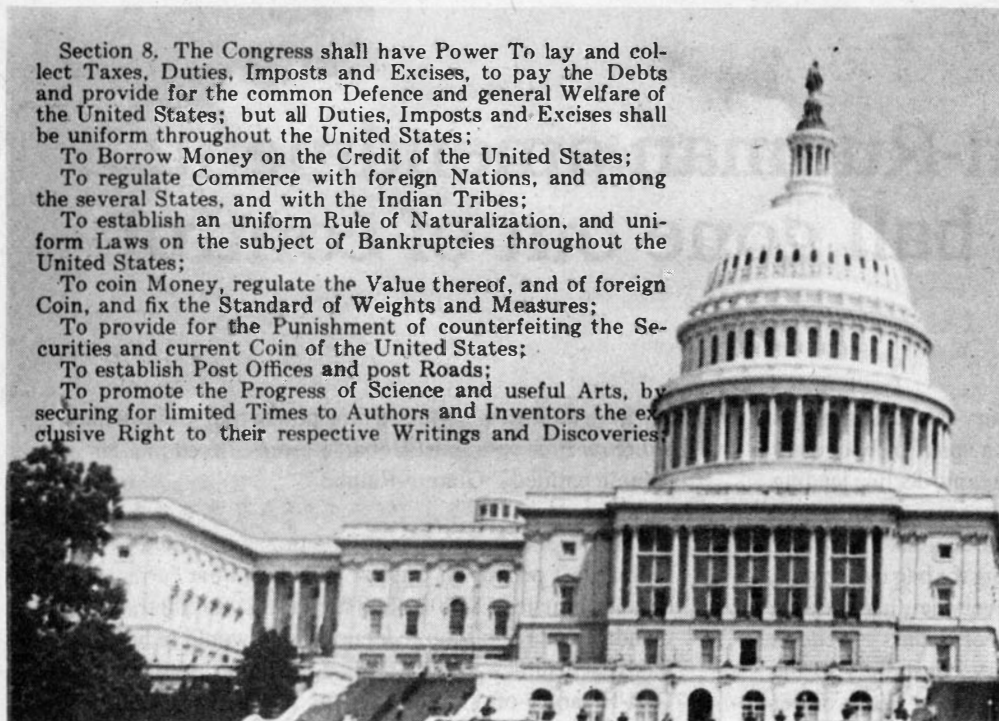 Section 8. The Congress shall have Power To lay and col-
lect Taxes, Duties, Imposts and Excises, to pay the Debts
and provide for the common Defence and general Welfare of
the United States; but all Duties, Imposts and Excises shall
be uniform throughout the United States;
To Borrow Money on the Credit of the United States;
To regulate Commerce with foreign Nations, and among
the several States, and with the Indian Tribes;
To establish an uniform Rule of Naturalization, and uni-
form Laws on the subject of Bankruptcies throughout the
United States;
To coin Money, regulate the Value thereof, and of foreign
Coin, and fix the Standard of Weights and Measures;
To provide for the Punishment of counterfeiting the Se-
curities and current Coin of the United States;
To establish Post Offices and post Roads;
To promote the Progress of Science and useful Arts, by
securing for limited Times to Authors and Inventors the ex
clusive Right to their respective Writings and Discoveries;